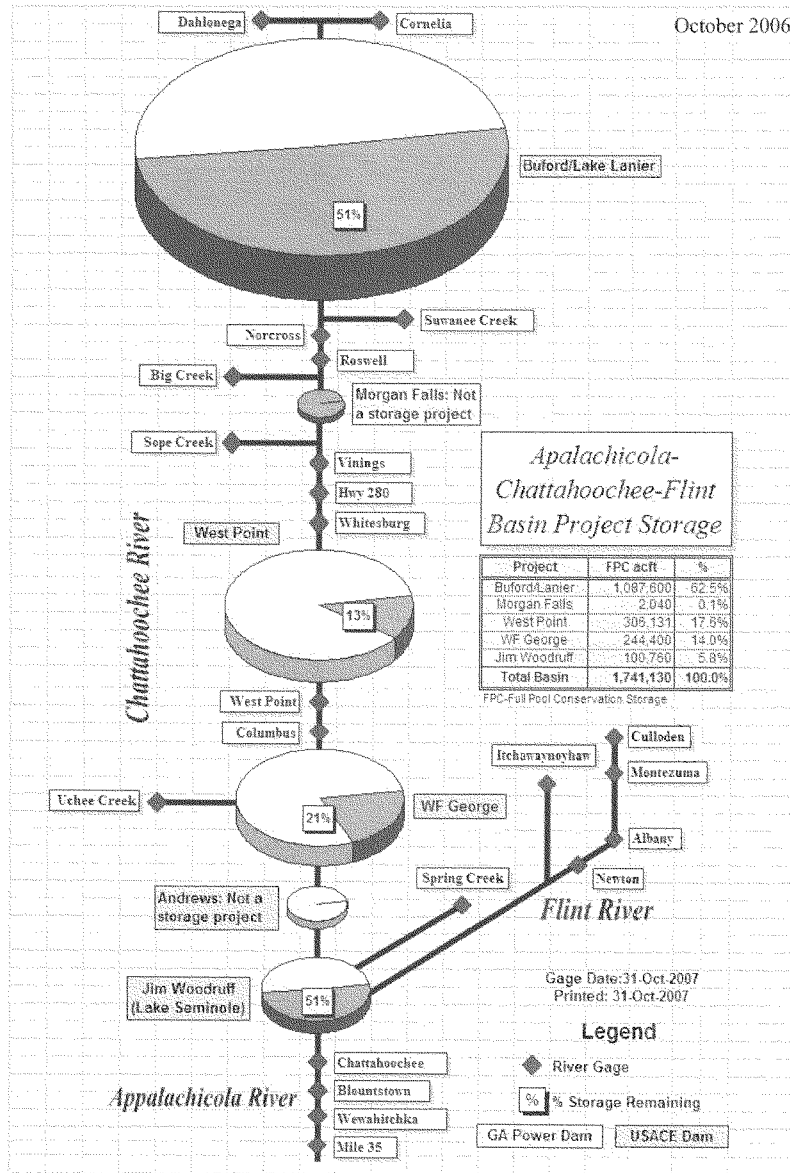 October 2006
Dahlonega
Cornelia
Buford/Lake Lanier
51%
Suwanee Creek
Norcross
Roswell
Big Creek
Morgan Falls: Not
a storage project
Sope Creek
Vinings
Hwy 280
Whitesburg
Apalachicola-
Chattahoochee-Flint
Basin Project Storage
Chattahoochee River
West Point
13%
Project FPC acft %
Buford/Lanier 1,087,600 62.5%
Morgan Falls 2,040 0.1%
West Point 306,131 17.6%
WF George 244,400 14.0%
Jim Woodruff 100,760 5.8%
Total Basin 1,741,130 100.0%
FPC-Full Pool Conservation Storage
West Point
Columbus
Culloden
Itchawaynoyhaw
Montezuma
Uchee Creek
WF George
21%
Albany
Newton
Spring Creek
Andrews: Not a
storage project
Flint River
Jim Woodruff
(Lake Seminole)
51%
Gage Date:31-Oct-2007
Printed: 31-Oct-2007
Legend
River Gage
% % Storage Remaining
GA Power Dam
USACE Dam
Chattahoochee
Blountstown
Appalachicola River
Wewahitchka
Mile 35